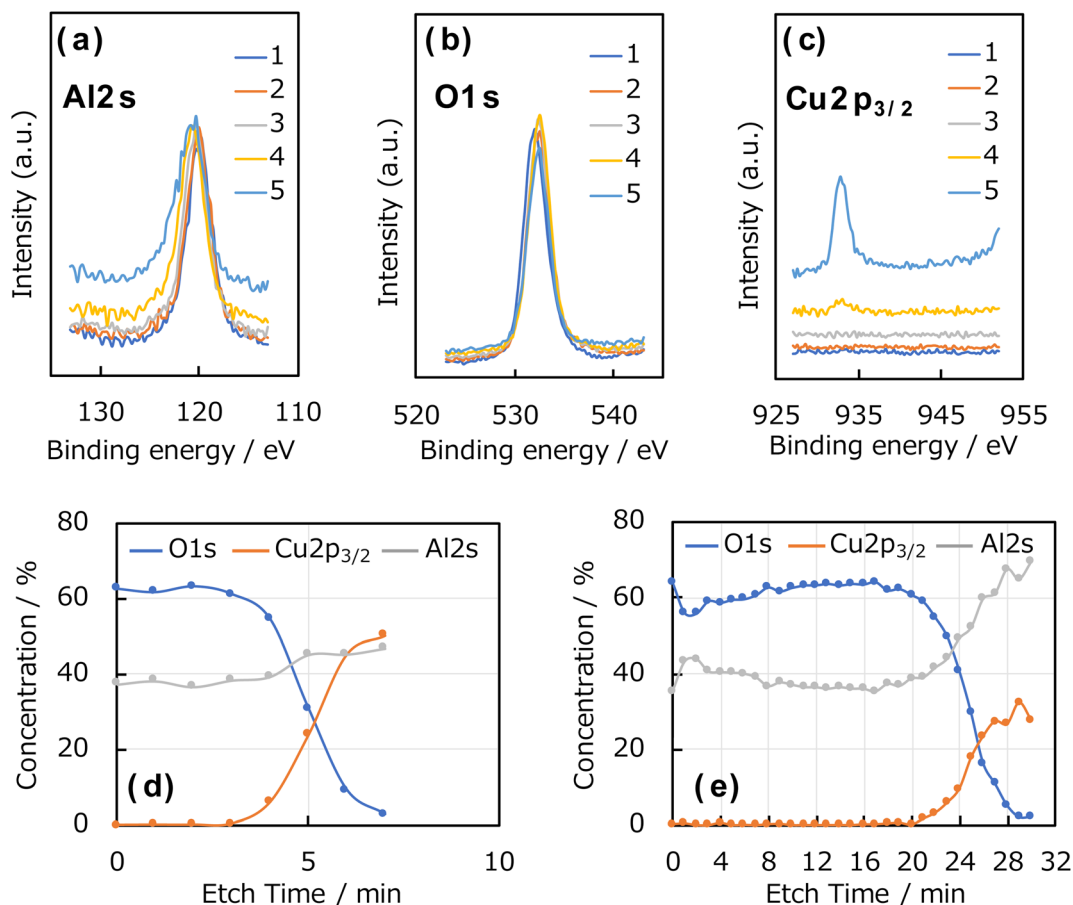 (a)
Al2s
1
2
3
4
5
Intensity (a.u.)
130 120 110
Binding energy / eV
(b)
O1s
1
2
3
4
5
Intensity (a.u.)
520 530 540
Binding energy / eV
(c)
Cu2p3/2
1
2
3
4
5
Intensity (a.u.)
925 935 945 955
Binding energy / eV
80
60
40
20
0
Concentration / %
O1s Cu2p3/2 Al2s
(d)
0 5 10
Etch Time / min
80
60
40
20
0
Concentration / %
O1s Cu2p3/2 Al2s
(e)
0 4 8 12 16 20 24 28 32
Etch Time / min